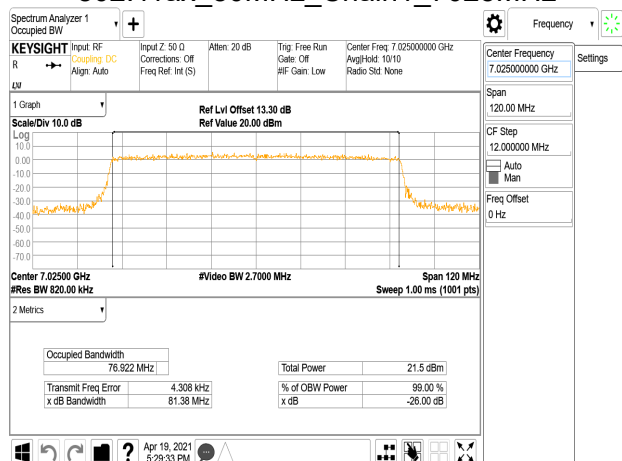 Spectrum Analyzer 1
Occupied BW
Frequency
KEYSIGHT
R
LXI
Input: RF
Coupling: DC
Align: Auto
Input Z: 50 Ω
Corrections: Off
Freq Ref: Int (S)
Atten: 20 dB
Trig: Free Run
Gate: Off
#IF Gain: Low
Center Freq: 7.025000000 GHz
Avg|Hold: 10/10
Radio Std: None
Center Frequency
7.025000000 GHz
Settings
Span
120.00 MHz
CF Step
12.000000 MHz
Auto
Man
Freq Offset
0 Hz
1 Graph
Scale/Div 10.0 dB
Ref Lvl Offset 13.30 dB
Ref Value 20.00 dBm
Log
10.0
0.00
-10.0
-20.0
-30.0
-40.0
-50.0
-60.0
-70.0
Center 7.02500 GHz
#Video BW 2.7000 MHz
Span 120 MHz
#Res BW 820.00 kHz
Sweep 1.00 ms (1001 pts)
2 Metrics
Occupied Bandwidth
76.922 MHz
Total Power 21.5 dBm
Transmit Freq Error 4.308 kHz
% of OBW Power 99.00 %
x dB Bandwidth 81.38 MHz
x dB -26.00 dB
?
Apr 19, 2021
5:29:33 PM